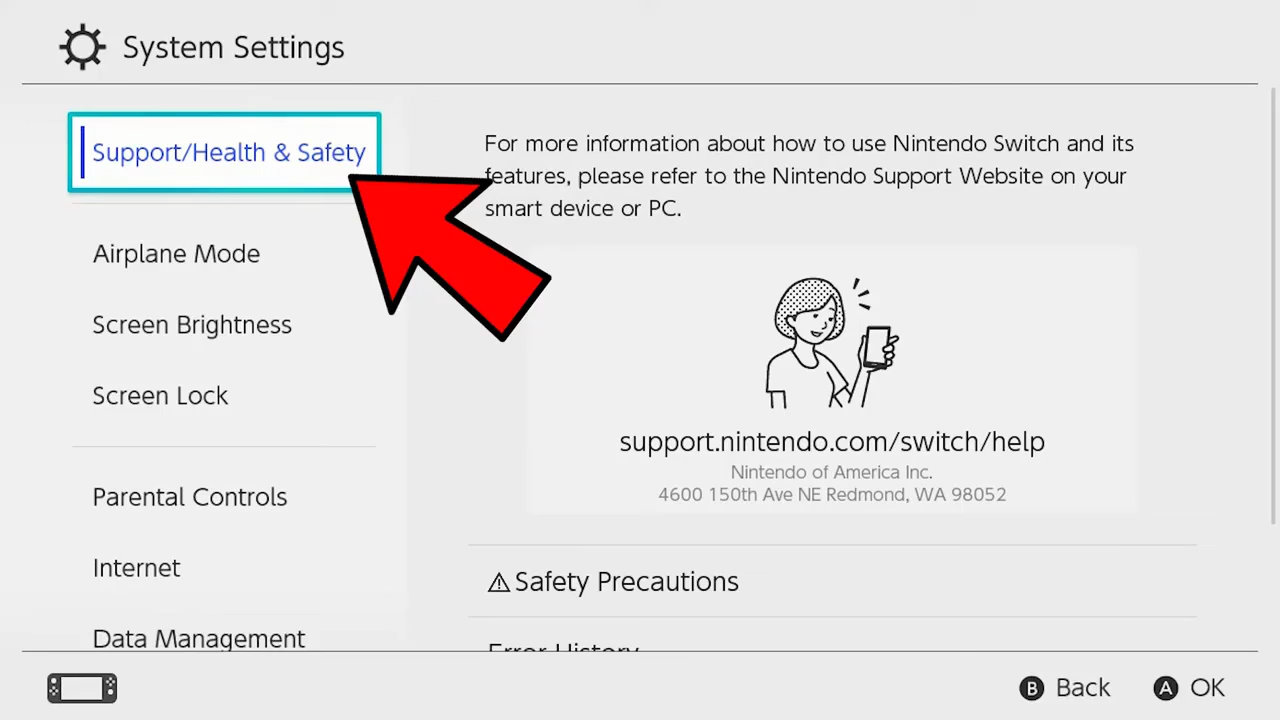 System Settings
Support/Health & Safety
Airplane Mode
Screen Brightness
Screen Lock
Parental Controls
Internet
Data Management
For more information about how to use Nintendo Switch and its
features, please refer to the Nintendo Support Website on your
smart device or PC.
support.nintendo.com/switch/help
Nintendo of America Inc.
4600 150th Ave NE Redmond, WA 98052
Safety Precautions
Error History
B Back
A OK